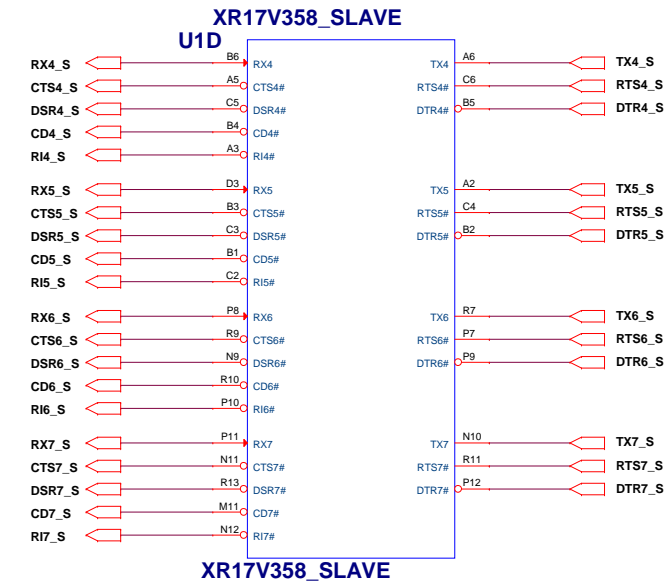 XR17V358_SLAVE
U1D
RX4_S B6 RX4 TX4 A6 TX4_S
CTS4_S A5 CTS4# RTS4# C6 RTS4_S
DSR4_S C5 DSR4# DTR4# B5 DTR4_S
CD4_S B4 CD4#
RI4_S A3 RI4#
RX5_S D3 RX5 TX5 A2 TX5_S
CTS5_S B3 CTS5# RTS5# C4 RTS5_S
DSR5_S C3 DSR5# DTR5# B2 DTR5_S
CD5_S B1 CD5#
RI5_S C2 RI5#
RX6_S P8 RX6 TX6 R7 TX6_S
CTS6_S R9 CTS6# RTS6# P7 RTS6_S
DSR6_S N9 DSR6# DTR6# P9 DTR6_S
CD6_S R10 CD6#
RI6_S P10 RI6#
RX7_S P11 RX7 TX7 N10 TX7_S
CTS7_S N11 CTS7# RTS7# R11 RTS7_S
DSR7_S R13 DSR7# DTR7# P12 DTR7_S
CD7_S M11 CD7#
RI7_S N12 RI7#
XR17V358_SLAVE